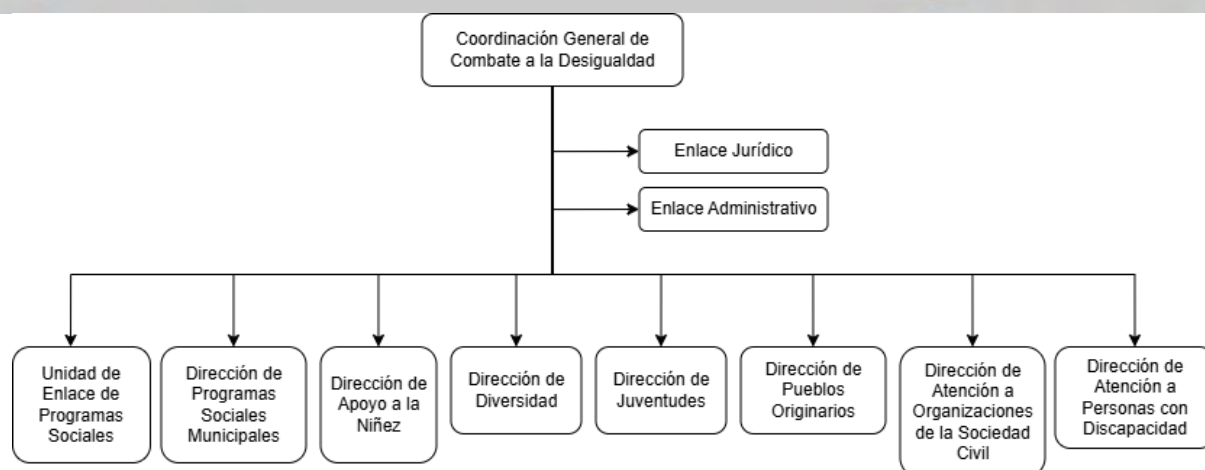 Coordinación General de
Combate a la Desigualdad
Enlace Jurídico
Enlace Administrativo
Unidad de
Enlace de
Programas
Sociales
Dirección de
Programas
Sociales
Municipales
Dirección de
Apoyo a la
Niñez
Dirección de
Diversidad
Dirección de
Juventudes
Dirección de
Pueblos
Originarios
Dirección de
Atención a
Organizaciones
de la Sociedad
Civil
Dirección de
Atención a
Personas con
Discapacidad